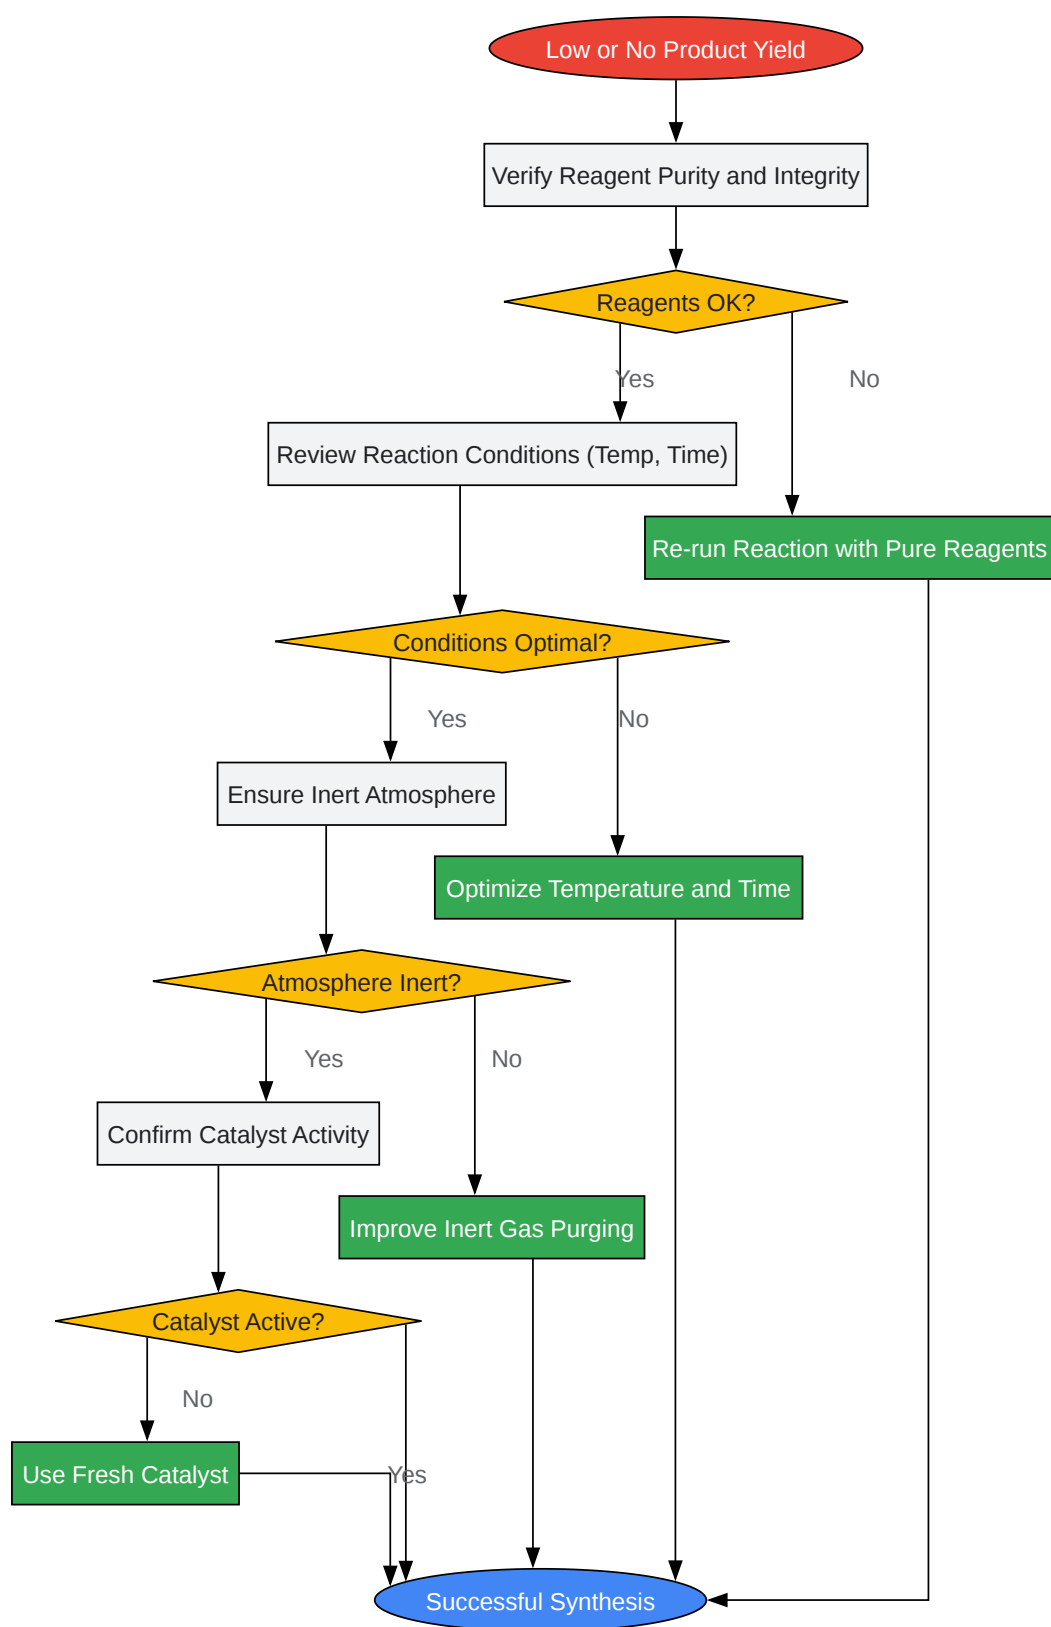 Low or No Product Yield
Verify Reagent Purity and Integrity
Reagents OK?
Yes
No
Review Reaction Conditions (Temp, Time)
Re-run Reaction with Pure Reagents
Conditions Optimal?
Yes
No
Ensure Inert Atmosphere
Optimize Temperature and Time
Atmosphere Inert?
Yes
No
Confirm Catalyst Activity
Improve Inert Gas Purging
Catalyst Active?
No
Use Fresh Catalyst
Yes
Successful Synthesis